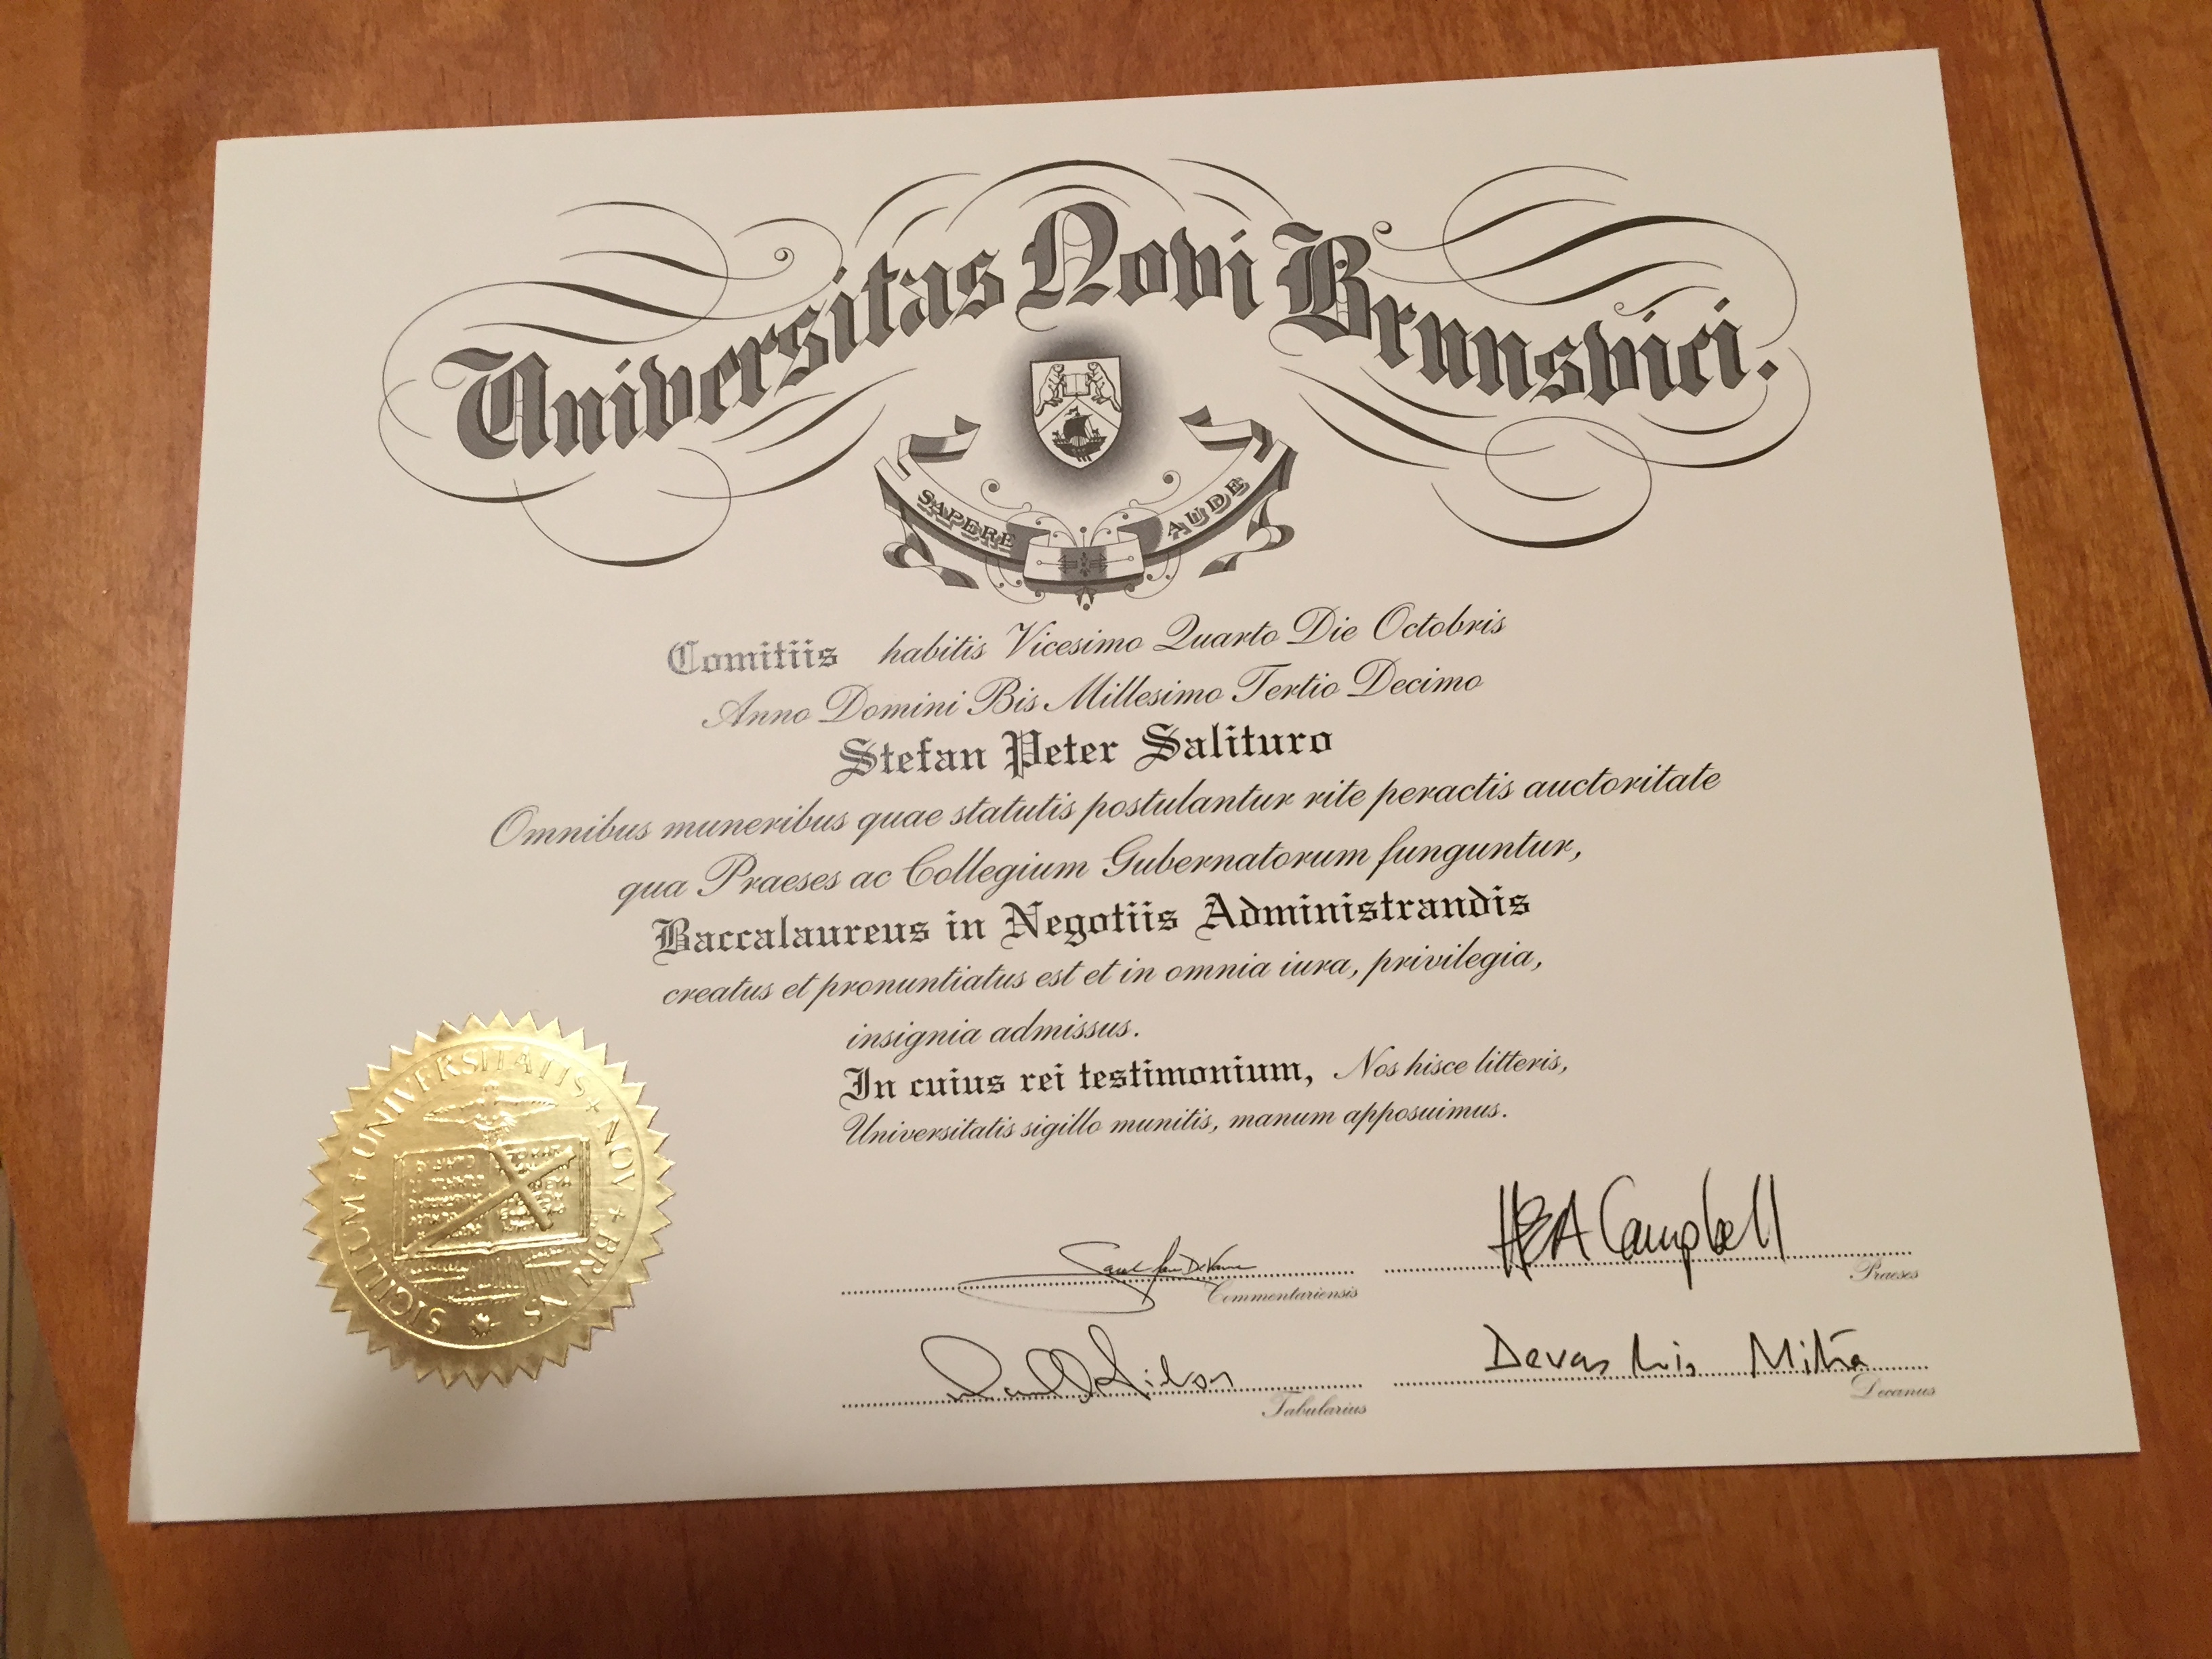 Universitas Novi Brunsvici.
SAPERE AUDE
Comitiis habitis Vicesimo Quarto Die Octobris
Anno Domini Bis Millesimo Tertio Decimo
Stefan Peter Salituro
Omnibus muneribus quae statutis postulantur rite peractis auctoritate
qua Praeses ac Collegium Gubernatorum funguntur,
Baccalaureus in Negotiis Administrandis
creatus et pronuntiatus est et in omnia iura, privilegia,
insignia admissus.
In cuius rei testimonium, Nos hisce litteris,
Universitatis sigillo munitis, manum apposuimus.
SIGILLUM + UNIVERSITATIS + NOV + BRUNS
HEA Campbell
Commentariensis
Praeses
Devashis Mitra
Tabularius
Decanus